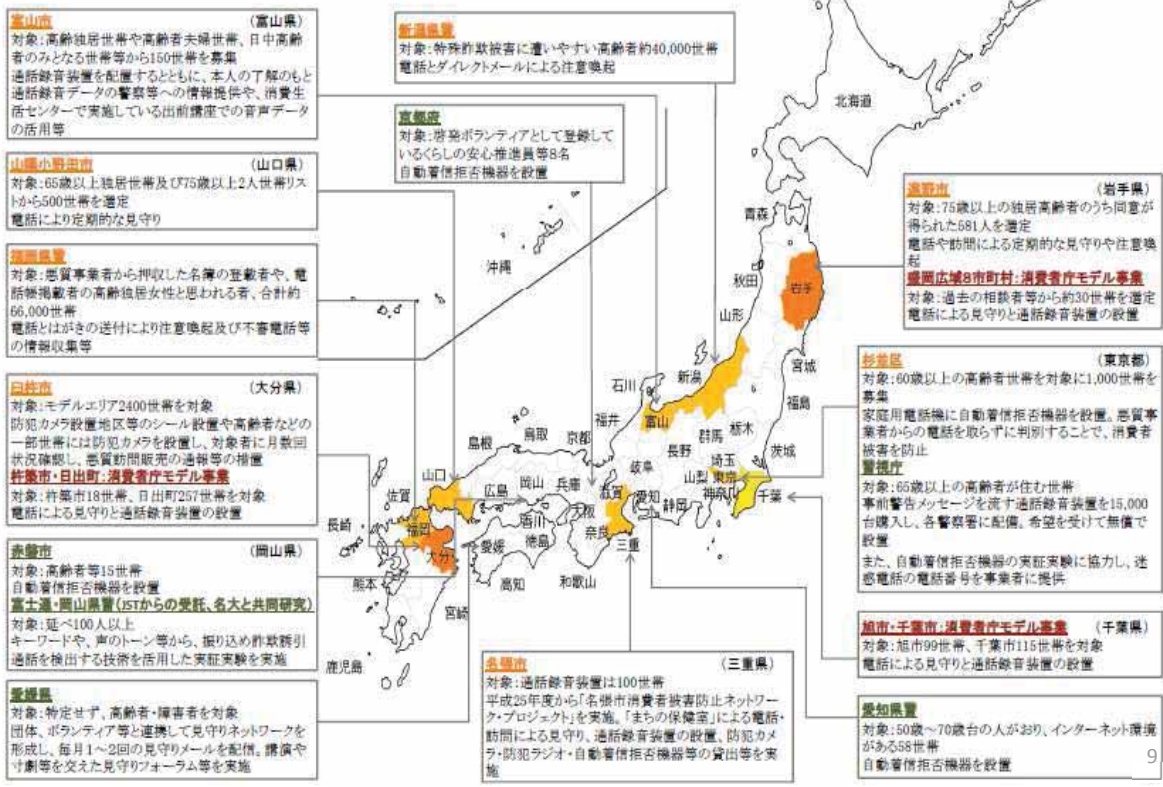 富山市　（富山県）
対象：高齢独居世帯や高齢者夫婦世帯、日中高齢
者のみとなる世帯等から150世帯を募集
通話録音装置を配置するとともに、本人の了解のもと
通話録音データの警察等への情報提供や、消費生
活センターで実施している出前講座での音声データ
の活用等
山陽小野田市　（山口県）
対象：65歳以上独居世帯及び75歳以上2人世帯リス
トから500世帯を選定
電話により定期的な見守り
福岡県警
対象：悪質事業者から押収した名簿の登載者や、電
話帳掲載者の高齢独居女性と思われる者、合計約
66,000世帯
電話とはがきの送付により注意喚起及び不審電話等
の情報収集等
臼杵市　（大分県）
対象：モデルエリア2400世帯を対象
防犯カメラ設置地区等のシール設置や高齢者などの
一部世帯には防犯カメラを設置し、対象者に月数回
状況確認し、悪質訪問販売の通報等の措置
杵築市・日出町：消費者庁モデル事業
対象：杵築市18世帯、日出町257世帯を対象
電話による見守りと通話録音装置の設置
赤磐市　（岡山県）
対象：高齢者等15世帯
自動着信拒否機器を設置
富士通・岡山県警（JSTからの受託、名大と共同研究）
対象：延べ100人以上
キーワードや、声のトーン等から、振り込め詐欺誘引
通話を検出する技術を活用した実証実験を実施
愛媛県
対象：特定せず、高齢者・障害者を対象
団体、ボランティア等と連携して見守りネットワークを
形成し、毎月1～2回の見守りメールを配信。講演や
寸劇等を交えた見守りフォーラム等を実施
新潟県警
対象：特殊詐欺被害に遭いやすい高齢者約40,000世帯
電話とダイレクトメールによる注意喚起
京都府
対象：啓発ボランティアとして登録して
いるくらしの安心推進員等8名
自動着信拒否機器を設置
名張市　（三重県）
対象：通話録音装置は100世帯
平成25年度から「名張市消費者被害防止ネットワー
ク・プロジェクト」を実施。「まちの保健室」による電話・
訪問による見守り、通話録音装置の設置、防犯カメ
ラ・防犯ラジオ・自動着信拒否機器等の貸出等を実
施
遠野市　（岩手県）
対象：75歳以上の独居高齢者のうち同意が
得られた581人を選定
電話や訪問による定期的な見守りや注意喚
起
盛岡広域8市町村：消費者庁モデル事業
対象：過去の相談者等から約30世帯を選定
電話による見守りと通話録音装置の設置
杉並区　（東京都）
対象：60歳以上の高齢者世帯を対象に1,000世帯を
募集
家庭用電話機に自動着信拒否機器を設置。悪質事
業者からの電話を取らずに判別することで、消費者
被害を防止
警視庁
対象：65歳以上の高齢者が住む世帯
事前警告メッセージを流す通話録音装置を15,000
台購入し、各警察署に配備。希望を受けて無償で
設置
また、自動着信拒否機器の実証実験に協力し、迷
惑電話の電話番号を事業者に提供
旭市・千葉市：消費者庁モデル事業　（千葉県）
対象：旭市99世帯、千葉市115世帯を対象
電話による見守りと通話録音装置の設置
愛知県警
対象：50歳～70歳台の人がおり、インターネット環境
がある58世帯
自動着信拒否機器を設置
北海道
青森
秋田
岩手
山形
宮城
福島
新潟
石川
富山
福井
群馬
栃木
茨城
長野
埼玉
山梨
東京
神奈川
千葉
岐阜
愛知
静岡
滋賀
京都
大阪
奈良
三重
和歌山
兵庫
鳥取
島根
岡山
広島
山口
香川
徳島
愛媛
高知
福岡
佐賀
長崎
大分
熊本
宮崎
鹿児島
沖縄
9